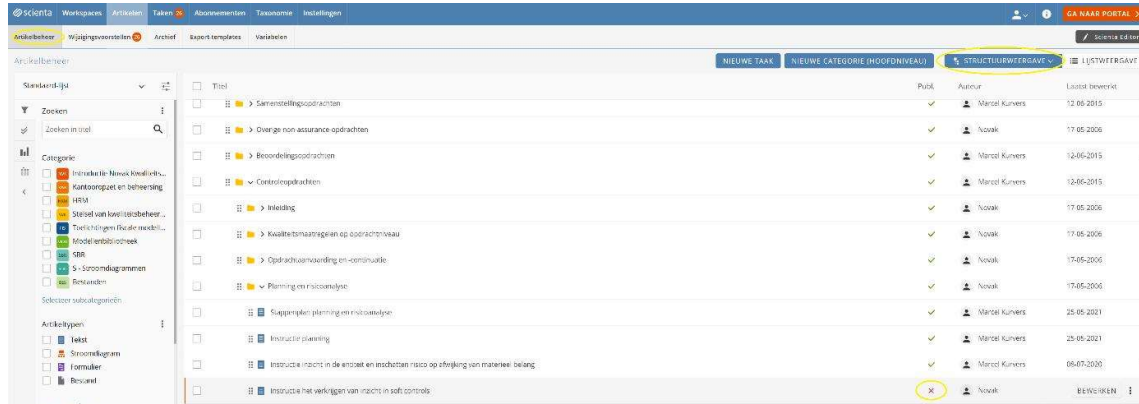 scienta Workspaces Artikelen Taken 26 Abonnementen Taxonomie Instellingen GA NAAR PORTAL
Artikelbeheer Wijzigingsvoorstellen Archief Export-templates Variabelen Scienta Editor
Artikelbeheer NIEUWE TAAK NIEUWE CATEGORIE (HOOFDNIVEAU) STRUCTUURWEERGAVE LIJSTWEERGAVE
Standaard-lijst
Titel Publ. Auteur Laatst bewerkt
Samenstellingsopdrachten Marcel Kurvers 12-06-2015
Zoeken
Zoeken in titel
Overige non assurance-opdrachten Novak 17-05-2006
Beoordelingsopdrachten Marcel Kurvers 12-06-2015
Categorie
Introductie Novak Kwaliteits...
Kantooropzet en beheersing
HRM
Stelsel van kwaliteitsbeheer...
Toelichtingen fiscale modell...
Modellenbibliotheek
SBR
S - Stroomdiagrammen
Bestanden
Selecteer subcategorieën
Controleopdrachten Marcel Kurvers 12-06-2015
Inleiding Novak 17-05-2006
Kwaliteitsmaatregelen op opdrachtniveau Novak 17-05-2006
Opdrachtaanvaarding en -continuatie Novak 17-05-2006
Planning en risicoanalyse Novak 17-05-2006
Artikeltypen
Tekst
Stroomdiagram
Formulier
Bestand
Stappenplan planning en risicoanalyse Marcel Kurvers 25-05-2021
Instructie planning Marcel Kurvers 25-05-2021
Instructie inzicht in de entiteit en inschatten risico op afwijking van materieel belang Marcel Kurvers 09-07-2020
Instructie het verkrijgen van inzicht in soft controls Novak BEWERKEN